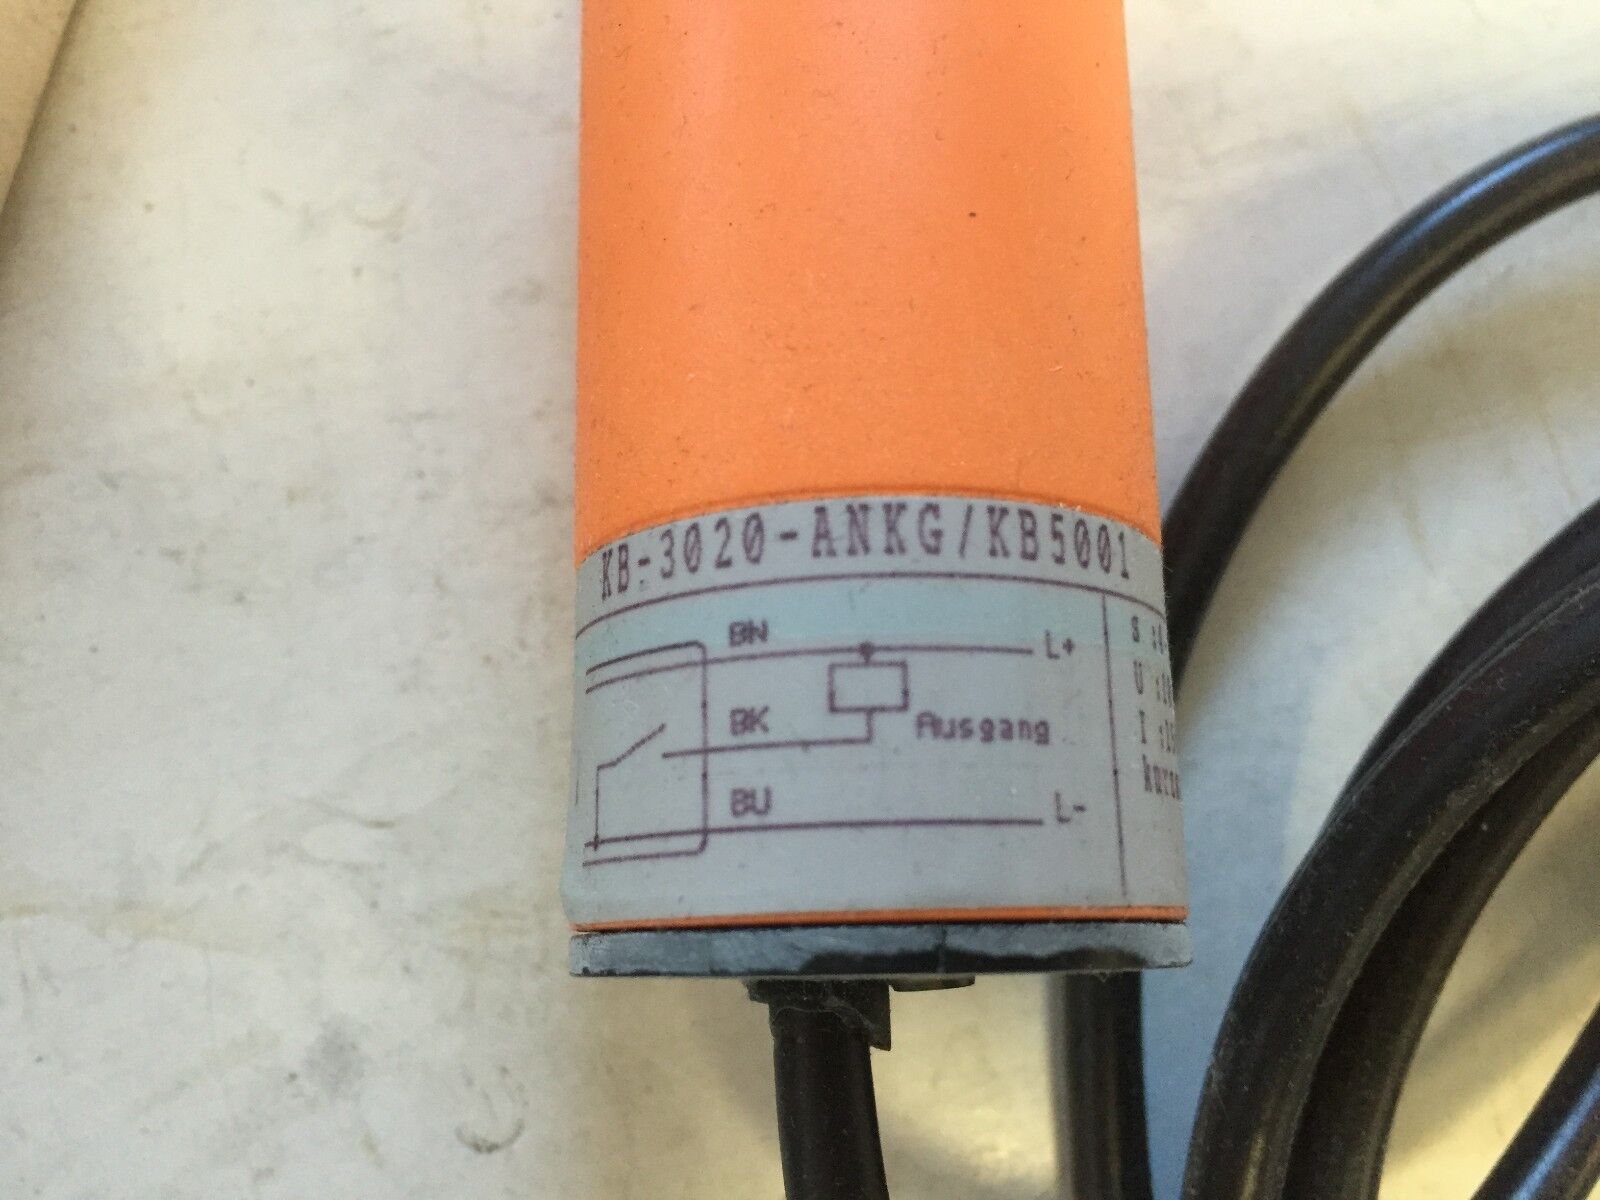 KB-3020-ANKG/KB5001
BN
L+
BK
Ausgang
BU
L-
S
U
I